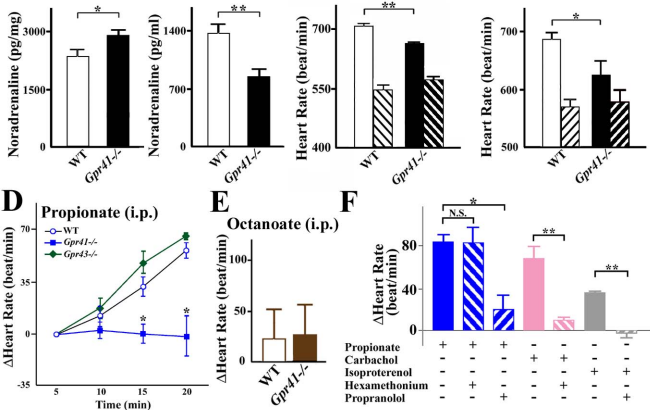 Noradrenaline (pg/mg)
3000
1500
0
*
WT
Gpr41-/-
Noradrenaline (pg/ml)
1400
700
0
**
WT
Gpr41-/-
Heart Rate (beat/min)
700
550
400
**
WT
Gpr41-/-
Heart Rate (beat/min)
700
600
500
*
WT
Gpr41-/-
D Propionate (i.p.)
WT
Gpr41-/-
Gpr43-/-
ΔHeart Rate (beat/min)
70
35
0
-35
* *
5 10 15 20
Time (min)
E
Octanoate (i.p.)
ΔHeart Rate (beat/min)
100
50
0
WT
Gpr41-/-
F
ΔHeart Rate
(beat/min)
80
40
0
*
N.S.
**
**
Propionate + + + - - - -
Carbachol - - - + + - -
Isoproterenol - - - - - + +
Hexamethonium - + - - + - -
Propranolol - - + - - - +